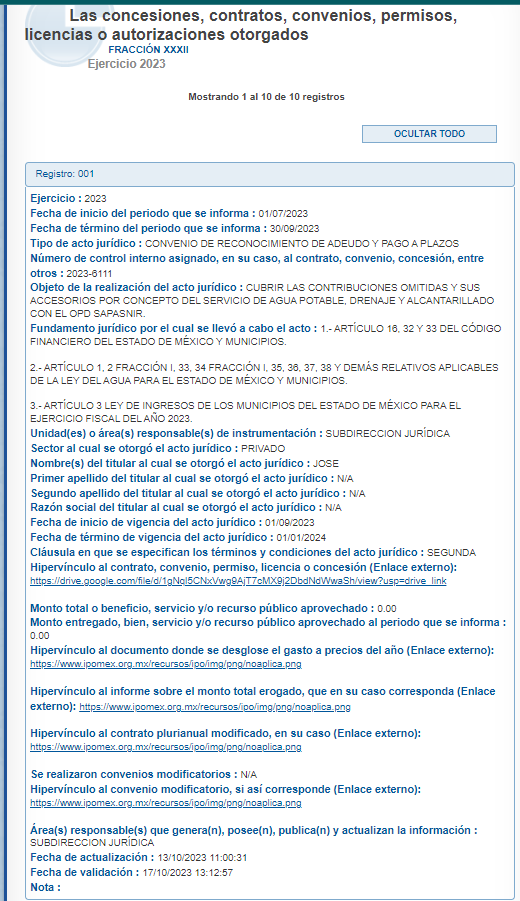 Las concesiones, contratos, convenios, permisos,
licencias o autorizaciones otorgados
FRACCIÓN XXXII
Ejercicio 2023
Mostrando 1 al 10 de 10 registros
OCULTAR TODO
Registro: 001
Ejercicio : 2023
Fecha de inicio del periodo que se informa : 01/07/2023
Fecha de término del periodo que se informa : 30/09/2023
Tipo de acto jurídico : CONVENIO DE RECONOCIMIENTO DE ADEUDO Y PAGO A PLAZOS
Número de control interno asignado, en su caso, al contrato, convenio, concesión, entre
otros : 2023-6111
Objeto de la realización del acto jurídico : CUBRIR LAS CONTRIBUCIONES OMITIDAS Y SUS
ACCESORIOS POR CONCEPTO DEL SERVICIO DE AGUA POTABLE, DRENAJE Y ALCANTARILLADO
CON EL OPD SAPASNIR.
Fundamento jurídico por el cual se llevó a cabo el acto : 1.- ARTÍCULO 16, 32 Y 33 DEL CÓDIGO
FINANCIERO DEL ESTADO DE MÉXICO Y MUNICIPIOS.
2.- ARTÍCULO 1, 2 FRACCIÓN I, 33, 34 FRACCIÓN I, 35, 36, 37, 38 Y DEMÁS RELATIVOS APLICABLES
DE LA LEY DEL AGUA PARA EL ESTADO DE MÉXICO Y MUNICIPIOS.
3.- ARTÍCULO 3 LEY DE INGRESOS DE LOS MUNICIPIOS DEL ESTADO DE MÉXICO PARA EL
EJERCICIO FISCAL DEL AÑO 2023.
Unidad(es) o área(s) responsable(s) de instrumentación : SUBDIRECCION JURÍDICA
Sector al cual se otorgó el acto jurídico : PRIVADO
Nombre(s) del titular al cual se otorgó el acto jurídico : JOSE
Primer apellido del titular al cual se otorgó el acto jurídico : N/A
Segundo apellido del titular al cual se otorgó el acto jurídico : N/A
Razón social del titular al cual se otorgó el acto jurídico : N/A
Fecha de inicio de vigencia del acto jurídico : 01/09/2023
Fecha de término de vigencia del acto jurídico : 01/01/2024
Cláusula en que se especifican los términos y condiciones del acto jurídico : SEGUNDA
Hipervínculo al contrato, convenio, permiso, licencia o concesión (Enlace externo):
https://drive.google.com/file/d/1gNql5CNxVwg9AjT7cMX9j2DbdNdWwaSh/view?usp=drive_link
Monto total o beneficio, servicio y/o recurso público aprovechado : 0.00
Monto entregado, bien, servicio y/o recurso público aprovechado al periodo que se informa :
0.00
Hipervínculo al documento donde se desglose el gasto a precios del año (Enlace externo):
https://www.ipomex.org.mx/recursos/ipo/img/png/noaplica.png
Hipervínculo al informe sobre el monto total erogado, que en su caso corresponda (Enlace
externo): https://www.ipomex.org.mx/recursos/ipo/img/png/noaplica.png
Hipervínculo al contrato plurianual modificado, en su caso (Enlace externo):
https://www.ipomex.org.mx/recursos/ipo/img/png/noaplica.png
Se realizaron convenios modificatorios : N/A
Hipervínculo al convenio modificatorio, si así corresponde (Enlace externo):
https://www.ipomex.org.mx/recursos/ipo/img/png/noaplica.png
Área(s) responsable(s) que genera(n), posee(n), publica(n) y actualizan la información :
SUBDIRECCION JURÍDICA
Fecha de actualización : 13/10/2023 11:00:31
Fecha de validación : 17/10/2023 13:12:57
Nota :